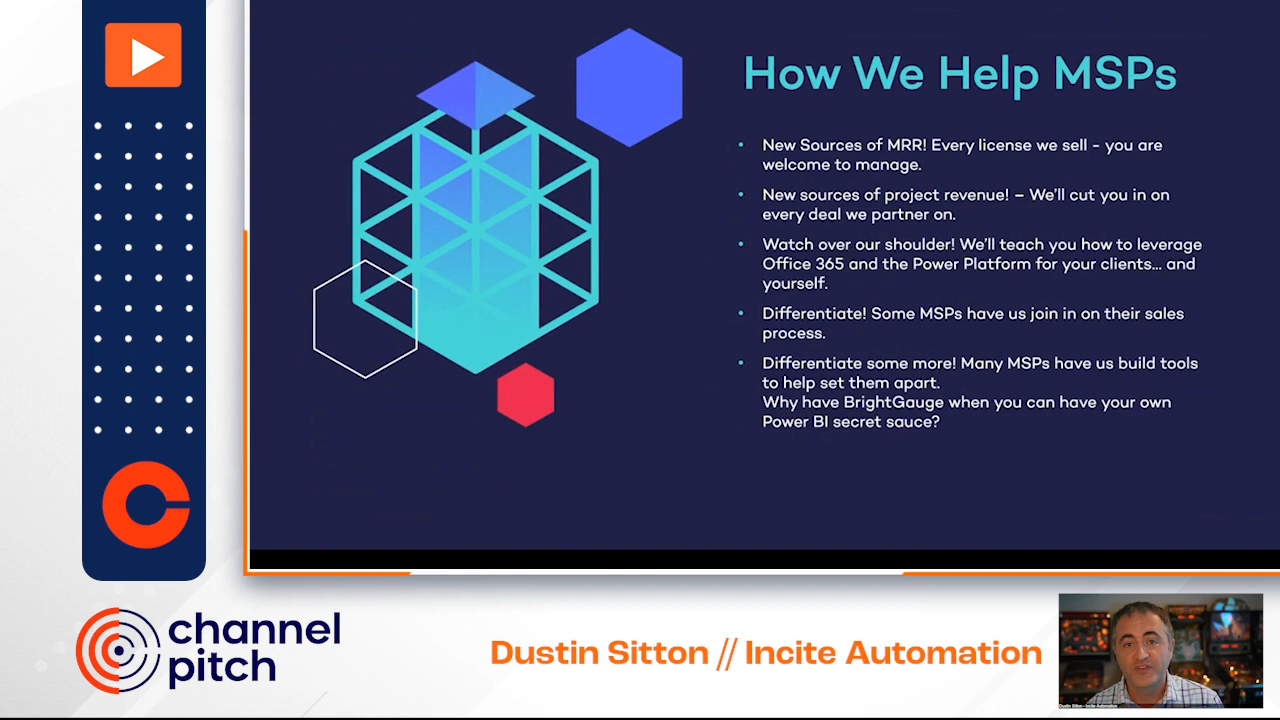 How We Help MSPs
• New Sources of MRR! Every license we sell - you are
welcome to manage.
• New sources of project revenue! – We'll cut you in on
every deal we partner on.
• Watch over our shoulder! We'll teach you how to leverage
Office 365 and the Power Platform for your clients... and
yourself.
• Differentiate! Some MSPs have us join in on their sales
process.
• Differentiate some more! Many MSPs have us build tools
to help set them apart.
Why have BrightGauge when you can have your own
Power BI secret sauce?
channel
pitch
Dustin Sitton // Incite Automation
Dustin Sitton - Incite Automation